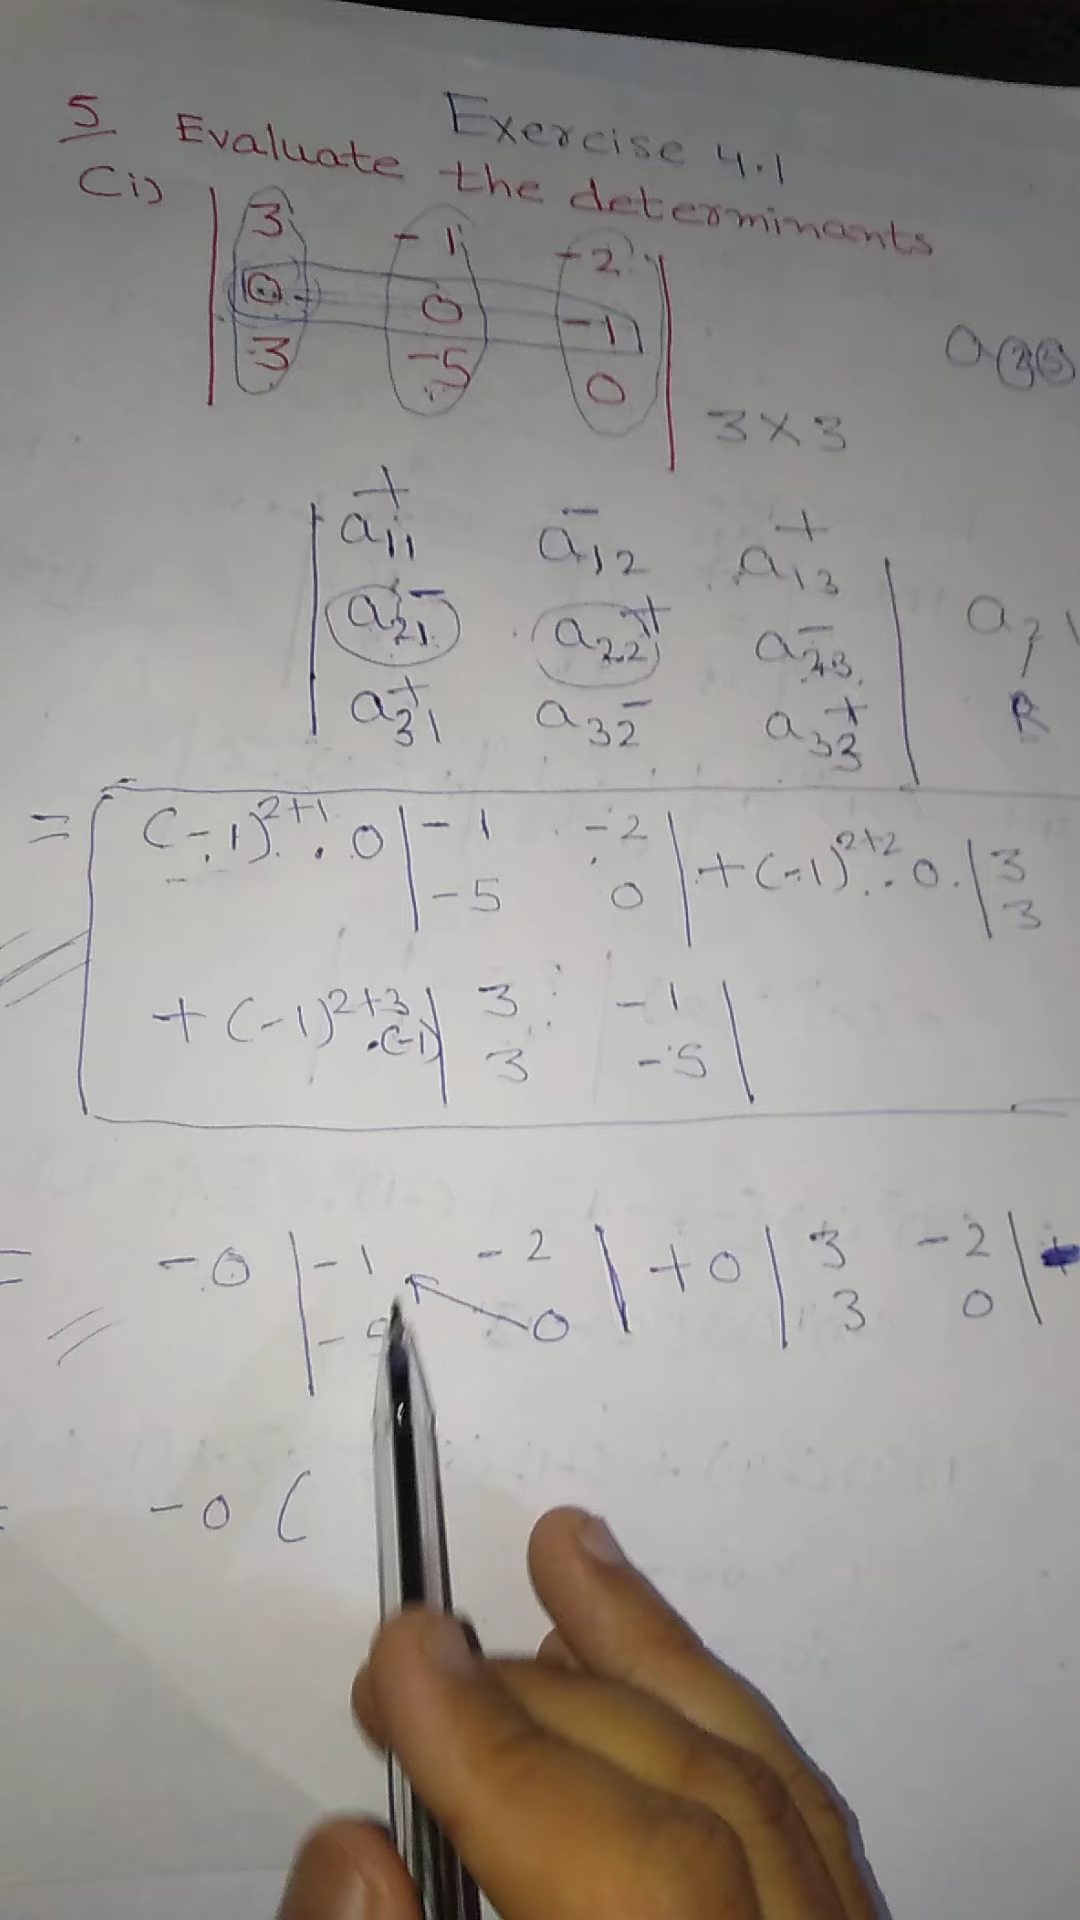 Exercise 4.1
5 Evaluate the determinants
(i) | 3 -1 -2 |
| 0 0 -1 |
| 3 -5 0 | 3×3
| a11+ a12- a13+ |
| a21- a22+ a23- |
| a31+ a32- a33+ |
R
= (-1)^2+1 . 0 | -1 -2 | + (-1)^2+2 . 0 . | 3
| -5 0 | | 3
+ (-1)^2+3 . (-1) | 3 -1 |
| 3 -5 |
= -0 | -1 -2 | + 0 | 3 -2 |
| -5 0 | | 3 0 |
= -0 (